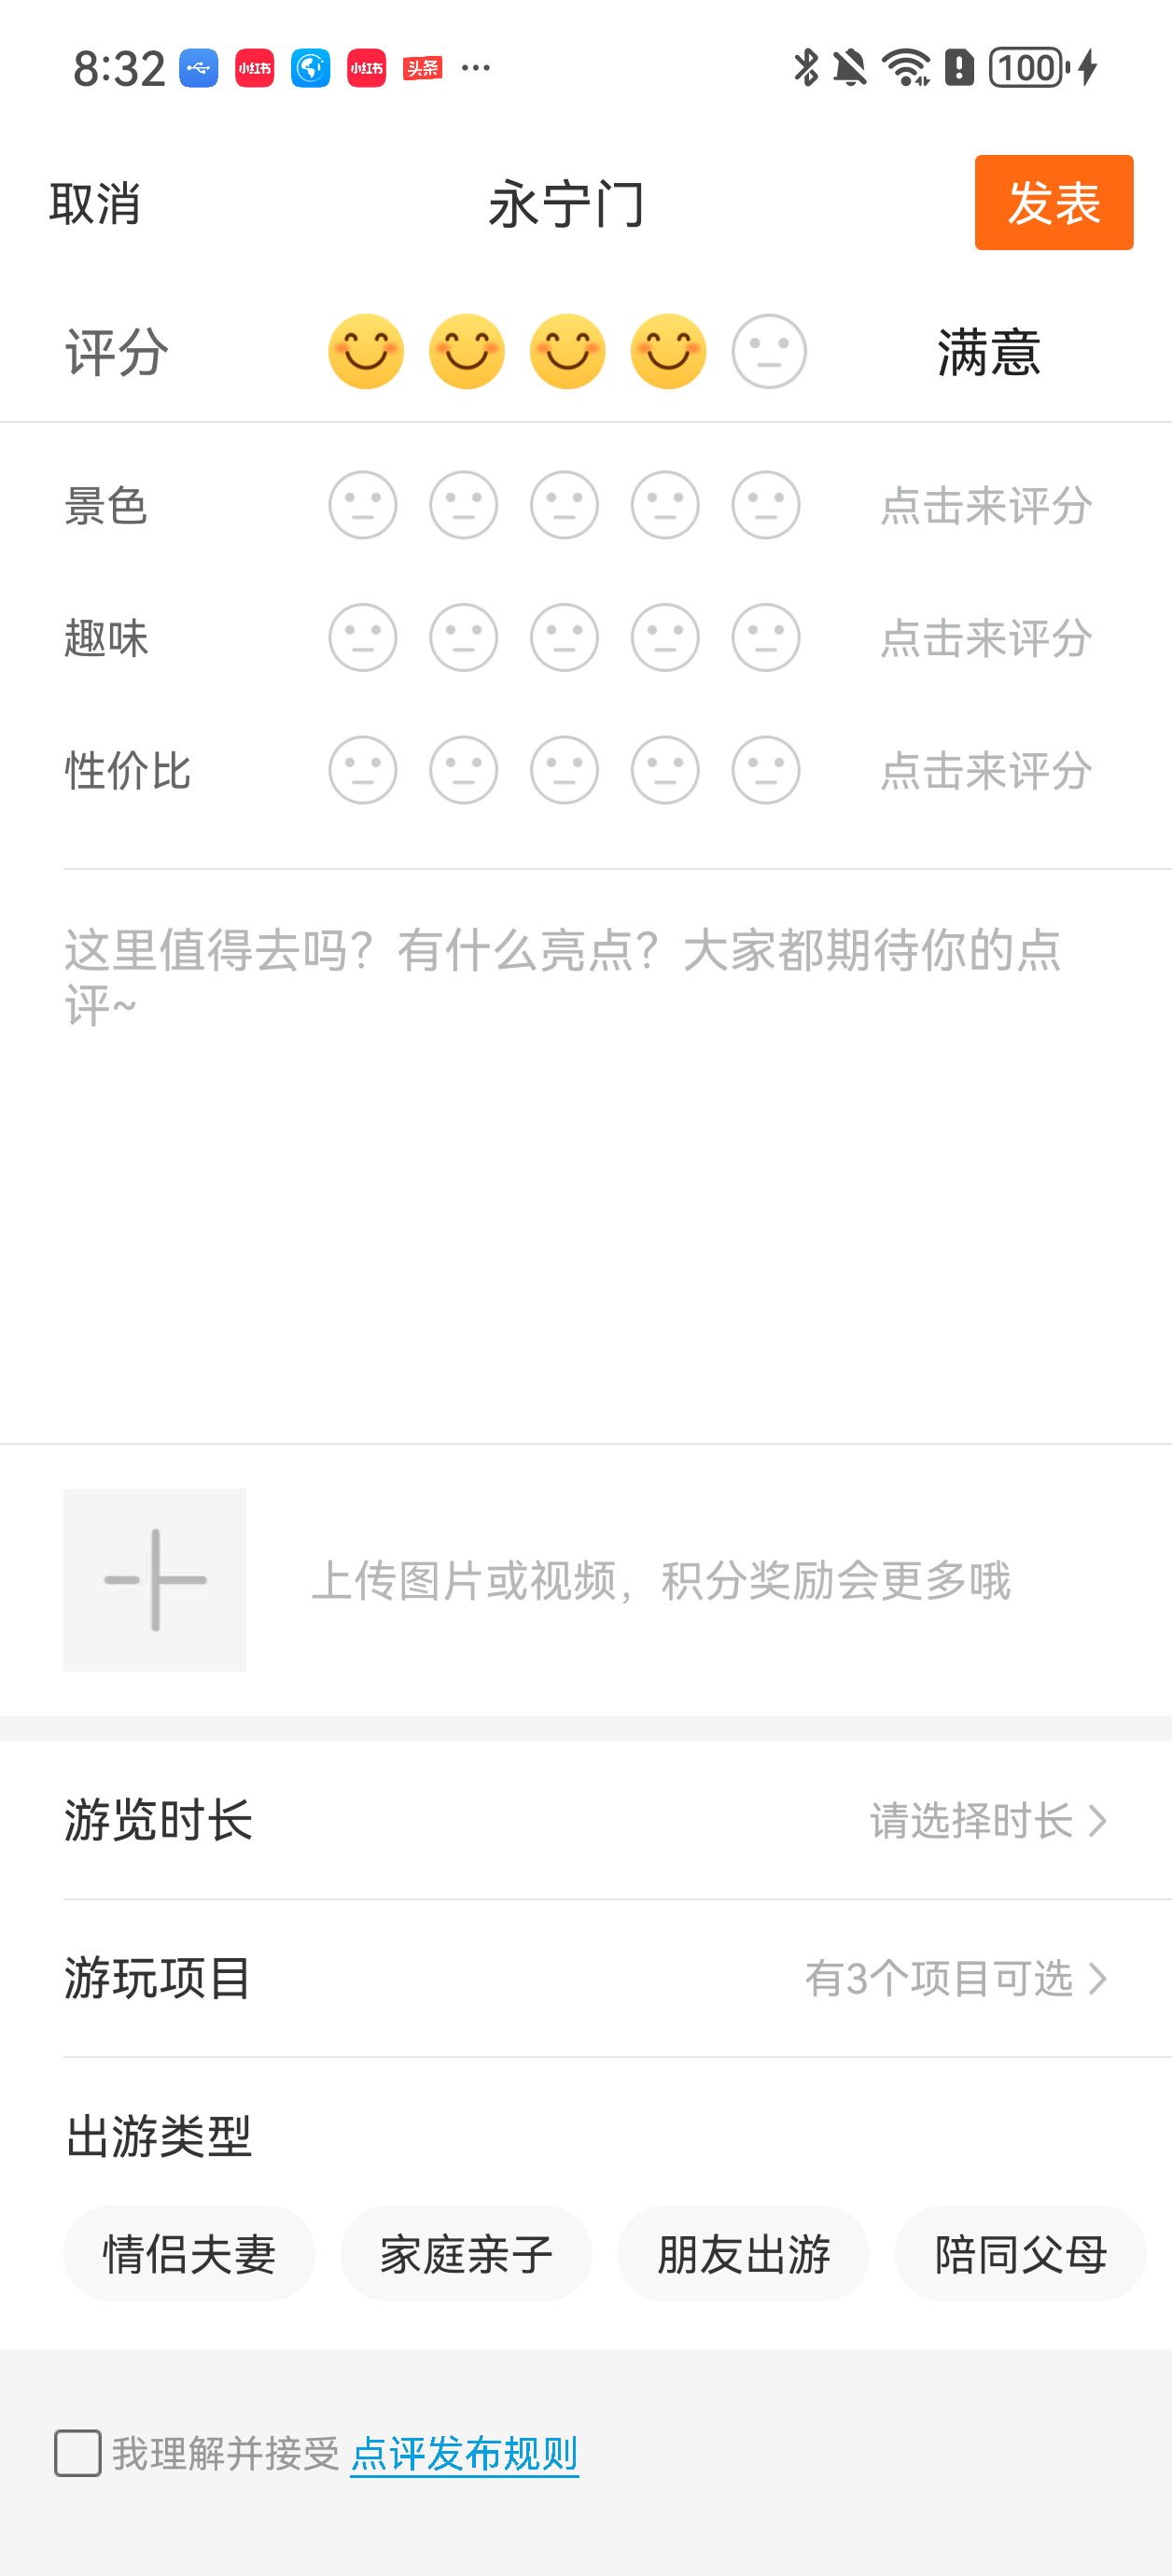 8:32 小红书 小红书 头条 ... 100
取消 永宁门 发表
评分 满意
景色 点击来评分
趣味 点击来评分
性价比 点击来评分
这里值得去吗？有什么亮点？大家都期待你的点
评~
上传图片或视频，积分奖励会更多哦
游览时长 请选择时长
游玩项目 有3个项目可选
出游类型
情侣夫妻 家庭亲子 朋友出游 陪同父母
我理解并接受 点评发布规则